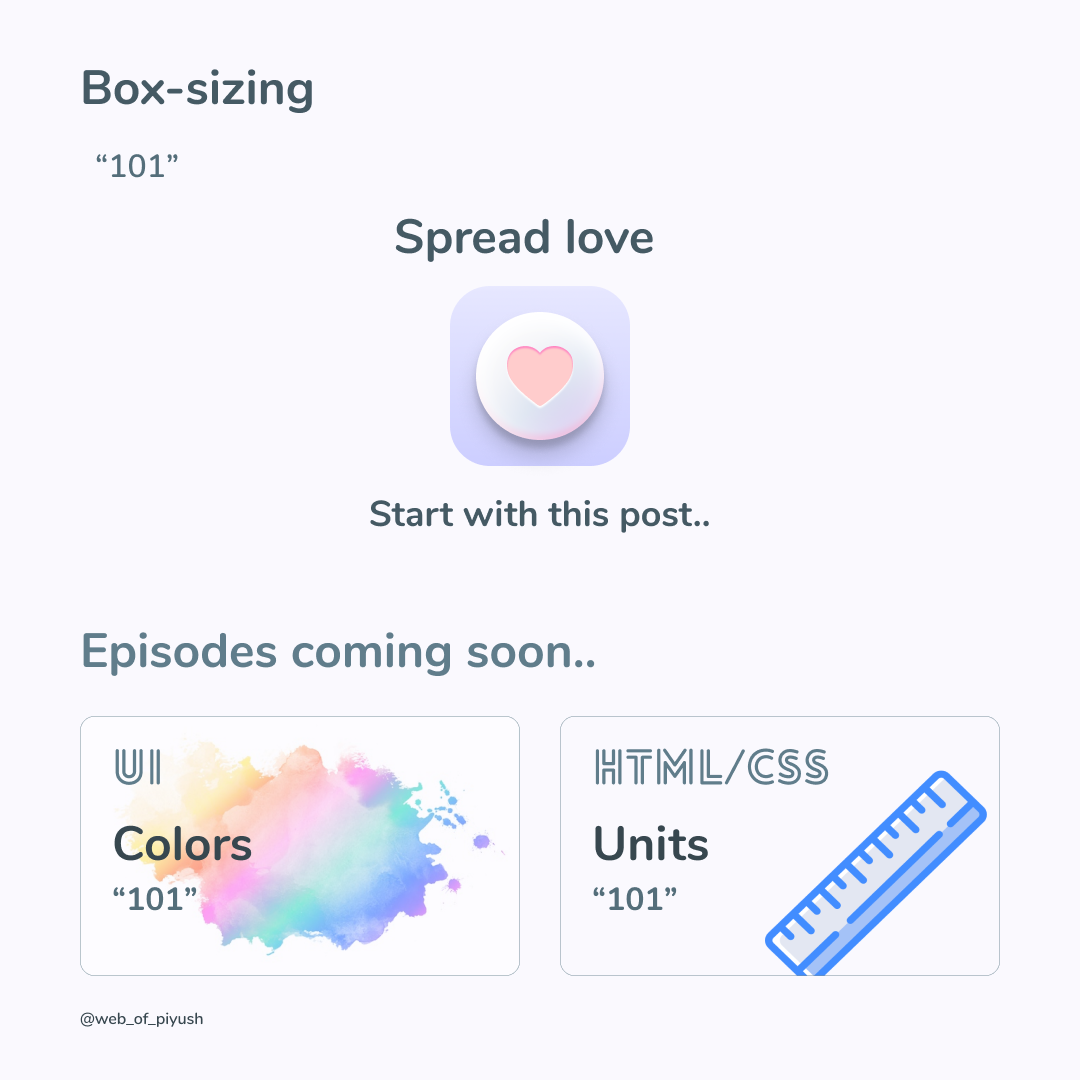 Box-sizing
“101”
Spread love
Start with this post..
Episodes coming soon..
UI
Colors
“101”
HTML/CSS
Units
“101”
@web_of_piyush